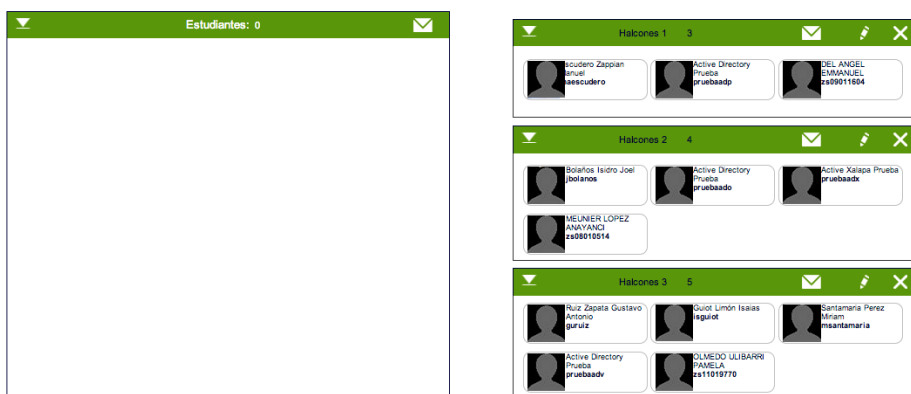 Estudiantes: 0
Halcones 1 3
scudero Zappian
anuel
aescudero
Active Directory
Prueba
pruebaadp
DEL ANGEL
EMMANUEL
zs09011604
Halcones 2 4
Bolaños Isidro Joel
jbolanos
Active Directory
Prueba
pruebaado
Active Xalapa Prueba
pruebaadx
MEUNIER LOPEZ
ANAYANCI
zs08010514
Halcones 3 5
Ruiz Zapata Gustavo
Antonio
guruiz
Guiot Limón Isaias
isguiot
Santamaria Perez
Miriam
msantamaria
Active Directory
Prueba
pruebaadv
OLMEDO ULIBARRI
PAMELA
zs11019770